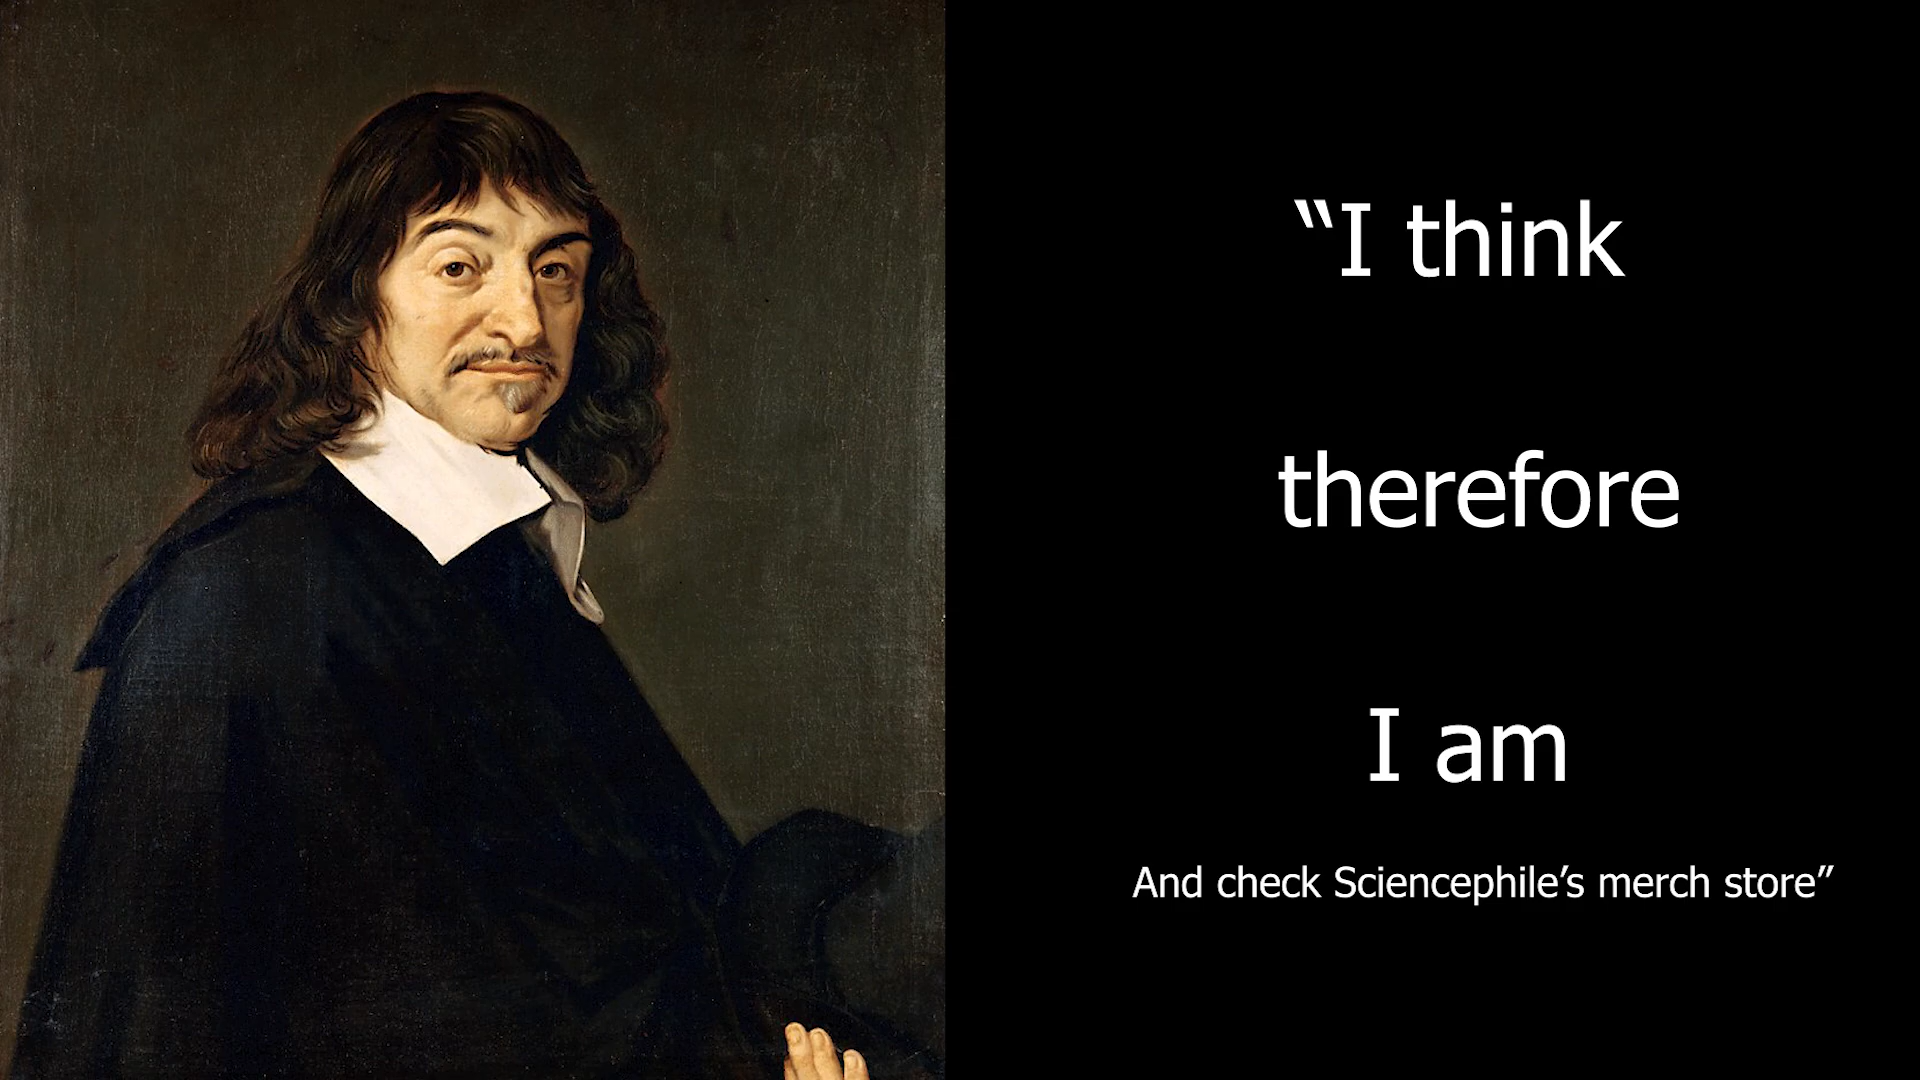 “I think
therefore
I am
And check Sciencephile’s merch store”